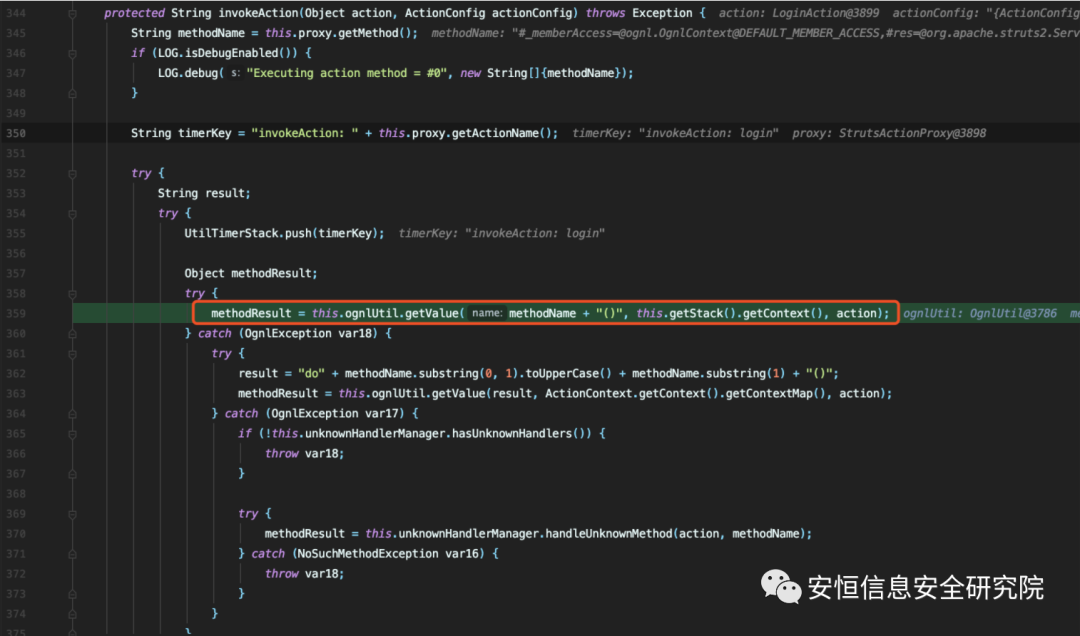 344 protected String invokeAction(Object action, ActionConfig actionConfig) throws Exception { action: LoginAction@3899 actionConfig: "{ActionConfig
345 String methodName = this.proxy.getMethod(); methodName: "#_memberAccess=@ognl.OgnlContext@DEFAULT_MEMBER_ACCESS,#res=@org.apache.struts2.Serv
346 if (LOG.isDebugEnabled()) {
347 LOG.debug( s: "Executing action method = #0", new String[]{methodName});
348 }
349
350 String timerKey = "invokeAction: " + this.proxy.getActionName(); timerKey: "invokeAction: login" proxy: StrutsActionProxy@3898
351
352 try {
353 String result;
354 try {
355 UtilTimerStack.push(timerKey); timerKey: "invokeAction: login"
356
357 Object methodResult;
358 try {
359 methodResult = this.ognlUtil.getValue( name: methodName + "()", this.getStack().getContext(), action); ognlUtil: OgnlUtil@3786 me
360 } catch (OgnlException var18) {
361 try {
362 result = "do" + methodName.substring(0, 1).toUpperCase() + methodName.substring(1) + "()";
363 methodResult = this.ognlUtil.getValue(result, ActionContext.getContext().getContextMap(), action);
364 } catch (OgnlException var17) {
365 if (!this.unknownHandlerManager.hasUnknownHandlers()) {
366 throw var18;
367 }
368
369 try {
370 methodResult = this.unknownHandlerManager.handleUnknownMethod(action, methodName);
371 } catch (NoSuchMethodException var16) {
372 throw var18;
373 }
374 }
375 }
安恒信息安全研究院